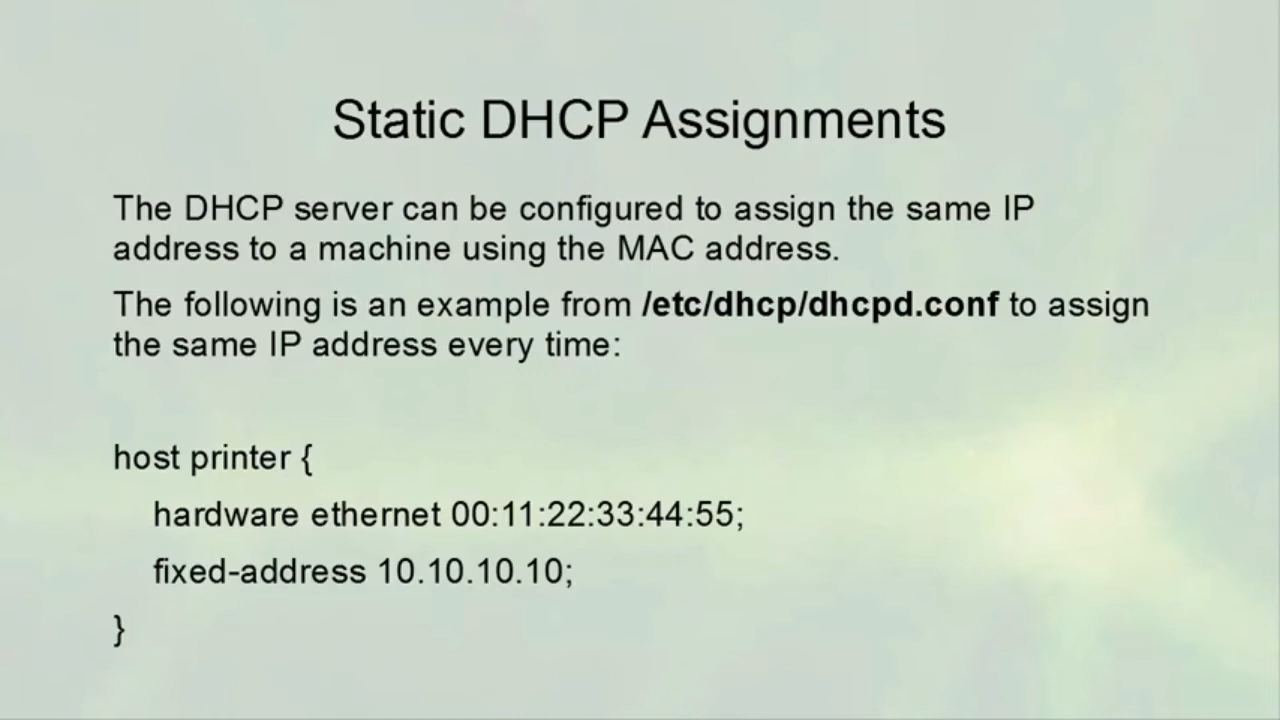 Static DHCP Assignments
The DHCP server can be configured to assign the same IP
address to a machine using the MAC address.
The following is an example from /etc/dhcp/dhcpd.conf to assign
the same IP address every time:
host printer {
hardware ethernet 00:11:22:33:44:55;
fixed-address 10.10.10.10;
}